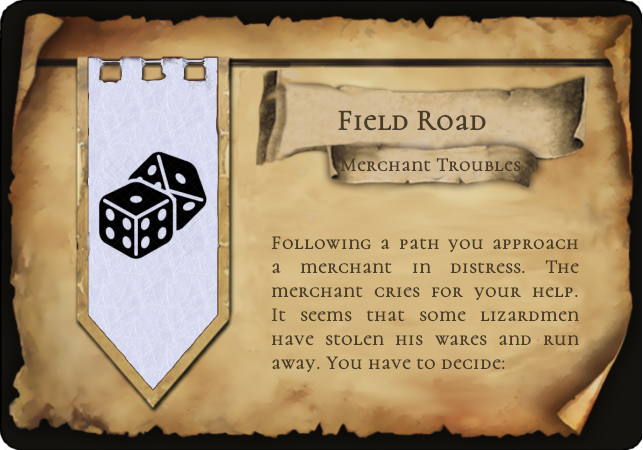 Field Road
Merchant Troubles
Following a path you approach
a merchant in distress. The
merchant cries for your help.
It seems that some lizardmen
have stolen his wares and run
away. You have to decide: